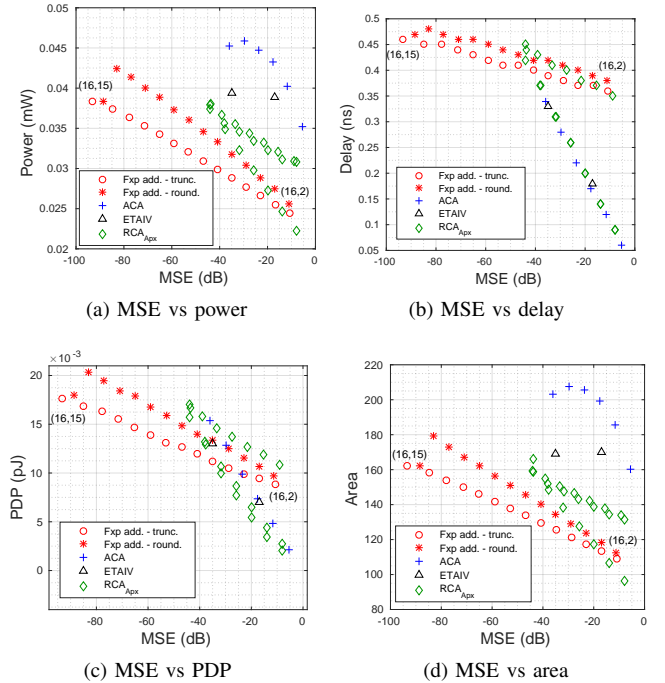 0.05
0.045
0.04
0.035
0.03
0.025
0.02
Power (mW)
(16,15)
(16,2)
Fxp add. - trunc.
Fxp add. - round.
ACA
ETAIV
RCA_Apx
-100 -80 -60 -40 -20 0
MSE (dB)
(a) MSE vs power
0.5
0.45
0.4
0.35
0.3
0.25
0.2
0.15
0.1
0.05
Delay (ns)
(16,15)
(16,2)
Fxp add. - trunc.
Fxp add. - round.
ACA
ETAIV
RCA_Apx
-100 -80 -60 -40 -20 0
MSE (dB)
(b) MSE vs delay
×10^-3
20
15
10
5
0
PDP (pJ)
(16,15)
(16,2)
Fxp add. - trunc.
Fxp add. - round.
ACA
ETAIV
RCA_Apx
-80 -60 -40 -20 0
MSE (dB)
(c) MSE vs PDP
220
200
180
160
140
120
100
80
Area
(16,15)
(16,2)
Fxp add. - trunc.
Fxp add. - round.
ACA
ETAIV
RCA_Apx
-100 -80 -60 -40 -20 0
MSE (dB)
(d) MSE vs area